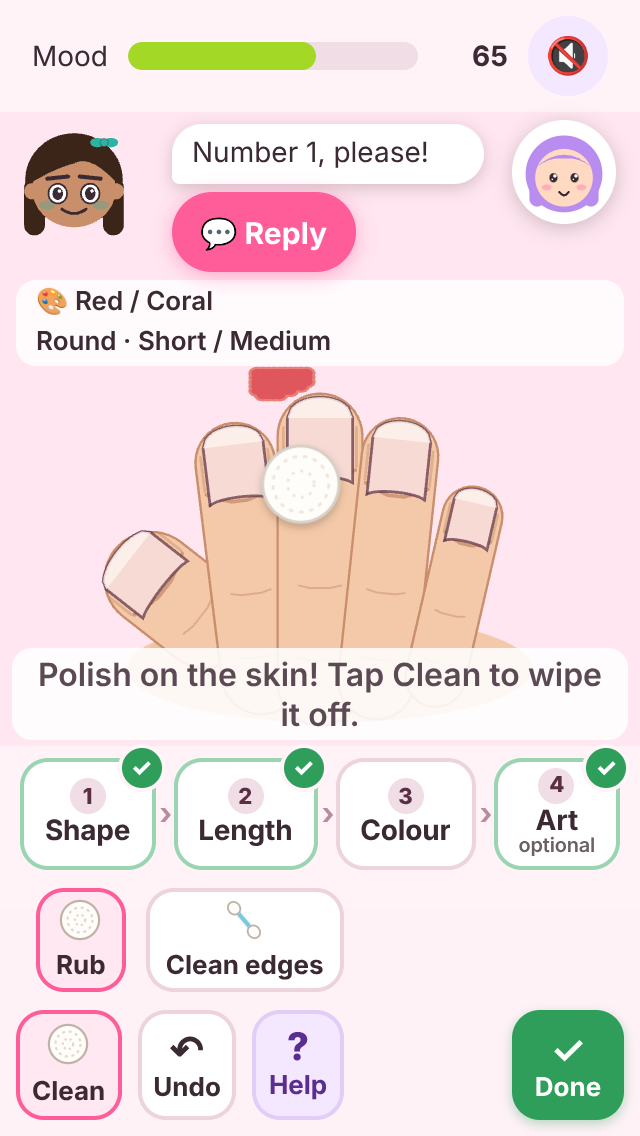 Mood
65
Number 1, please!
💬 Reply
🎨 Red / Coral
Round · Short / Medium
Polish on the skin! Tap Clean to wipe
it off.
1
Shape
›
2
Length
›
3
Colour
›
4
Art
optional
Rub
Clean edges
Clean
Undo
?
Help
Done